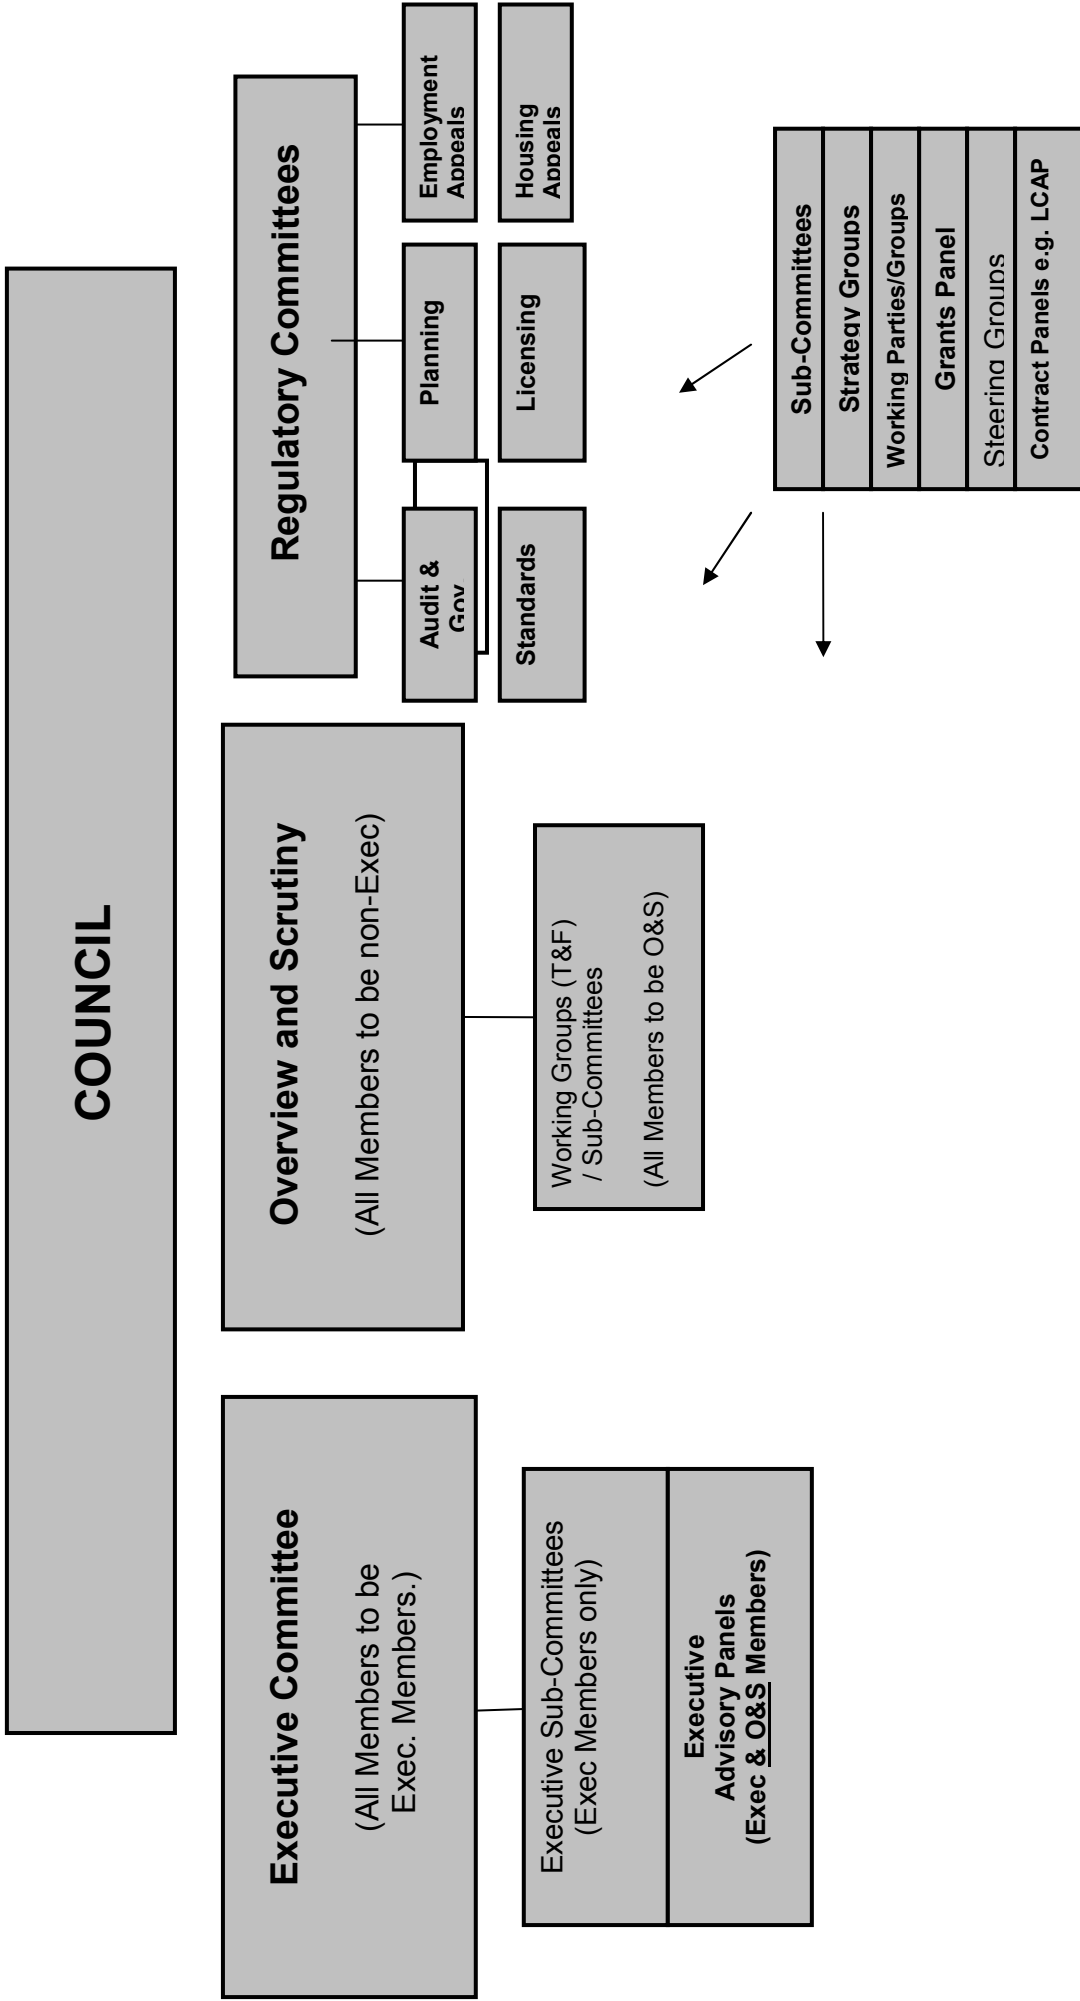 COUNCIL
Executive Committee
(All Members to be
Exec. Members.)
Overview and Scrutiny
(All Members to be non-Exec)
Regulatory Committees
Executive Sub-Committees
(Exec Members only)
Executive
Advisory Panels
(Exec & O&S Members)
Working Groups (T&F)
/ Sub-Committees
(All Members to be O&S)
Audit &
Gov
Planning
Employment
Appeals
Standards
Licensing
Housing
Appeals
Sub-Committees
Strategy Groups
Working Parties/Groups
Grants Panel
Steering Groups
Contract Panels e.g. LCAP